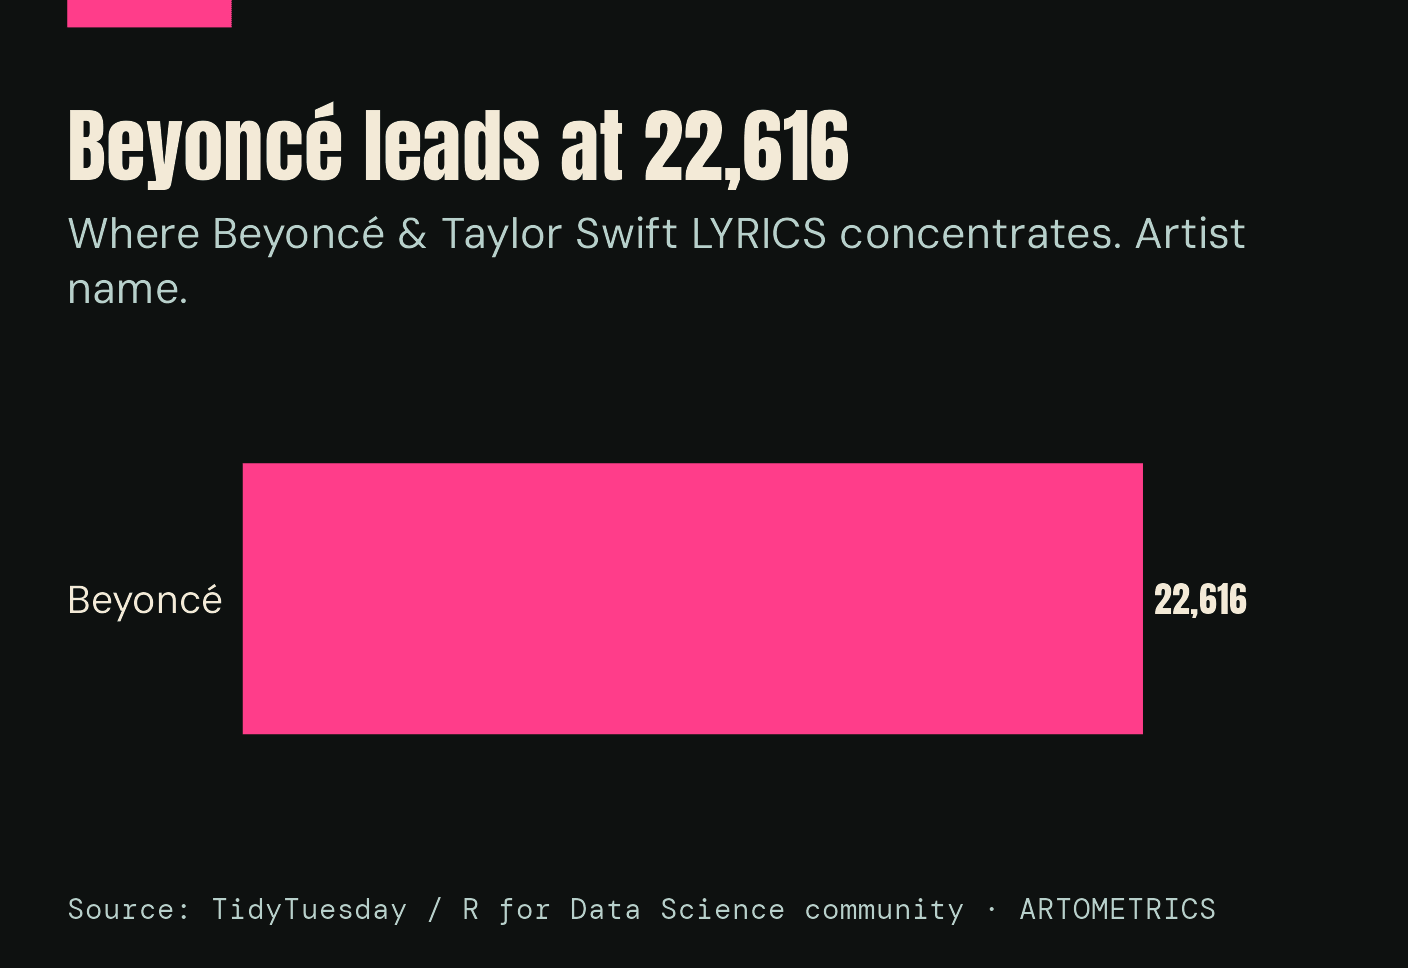 Beyoncé leads at 22,616
Where Beyoncé & Taylor Swift LYRICS concentrates. Artist
name.
Beyoncé
22,616
Source: TidyTuesday / R for Data Science community · ARTOMETRICS